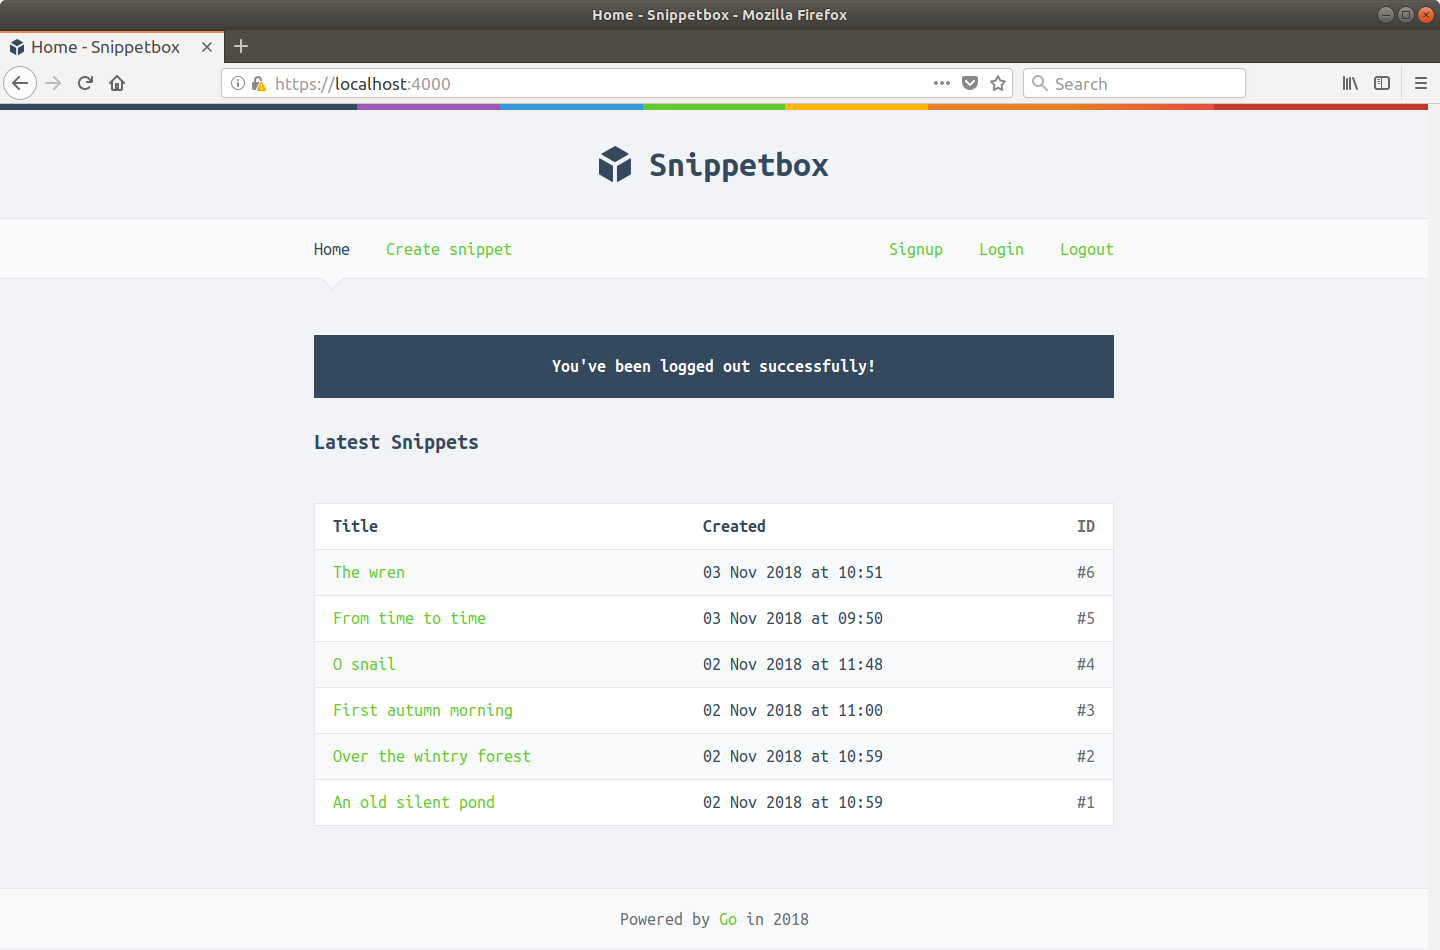 Home - Snippetbox - Mozilla Firefox
Home - Snippetbox
https://localhost:4000
Search
Snippetbox
Home Create snippet Signup Login Logout
You've been logged out successfully!
Latest Snippets
Title Created ID
The wren 03 Nov 2018 at 10:51 #6
From time to time 03 Nov 2018 at 09:50 #5
O snail 02 Nov 2018 at 11:48 #4
First autumn morning 02 Nov 2018 at 11:00 #3
Over the wintry forest 02 Nov 2018 at 10:59 #2
An old silent pond 02 Nov 2018 at 10:59 #1
Powered by Go in 2018